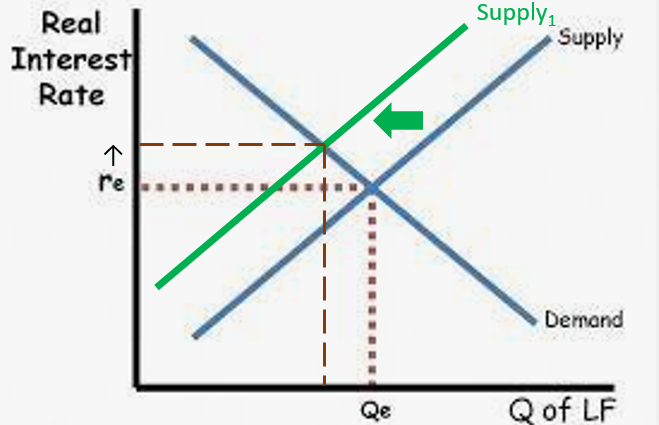 Real
Interest
Rate
Supply₁
Supply
↑
re
Demand
Qe
Q of LF